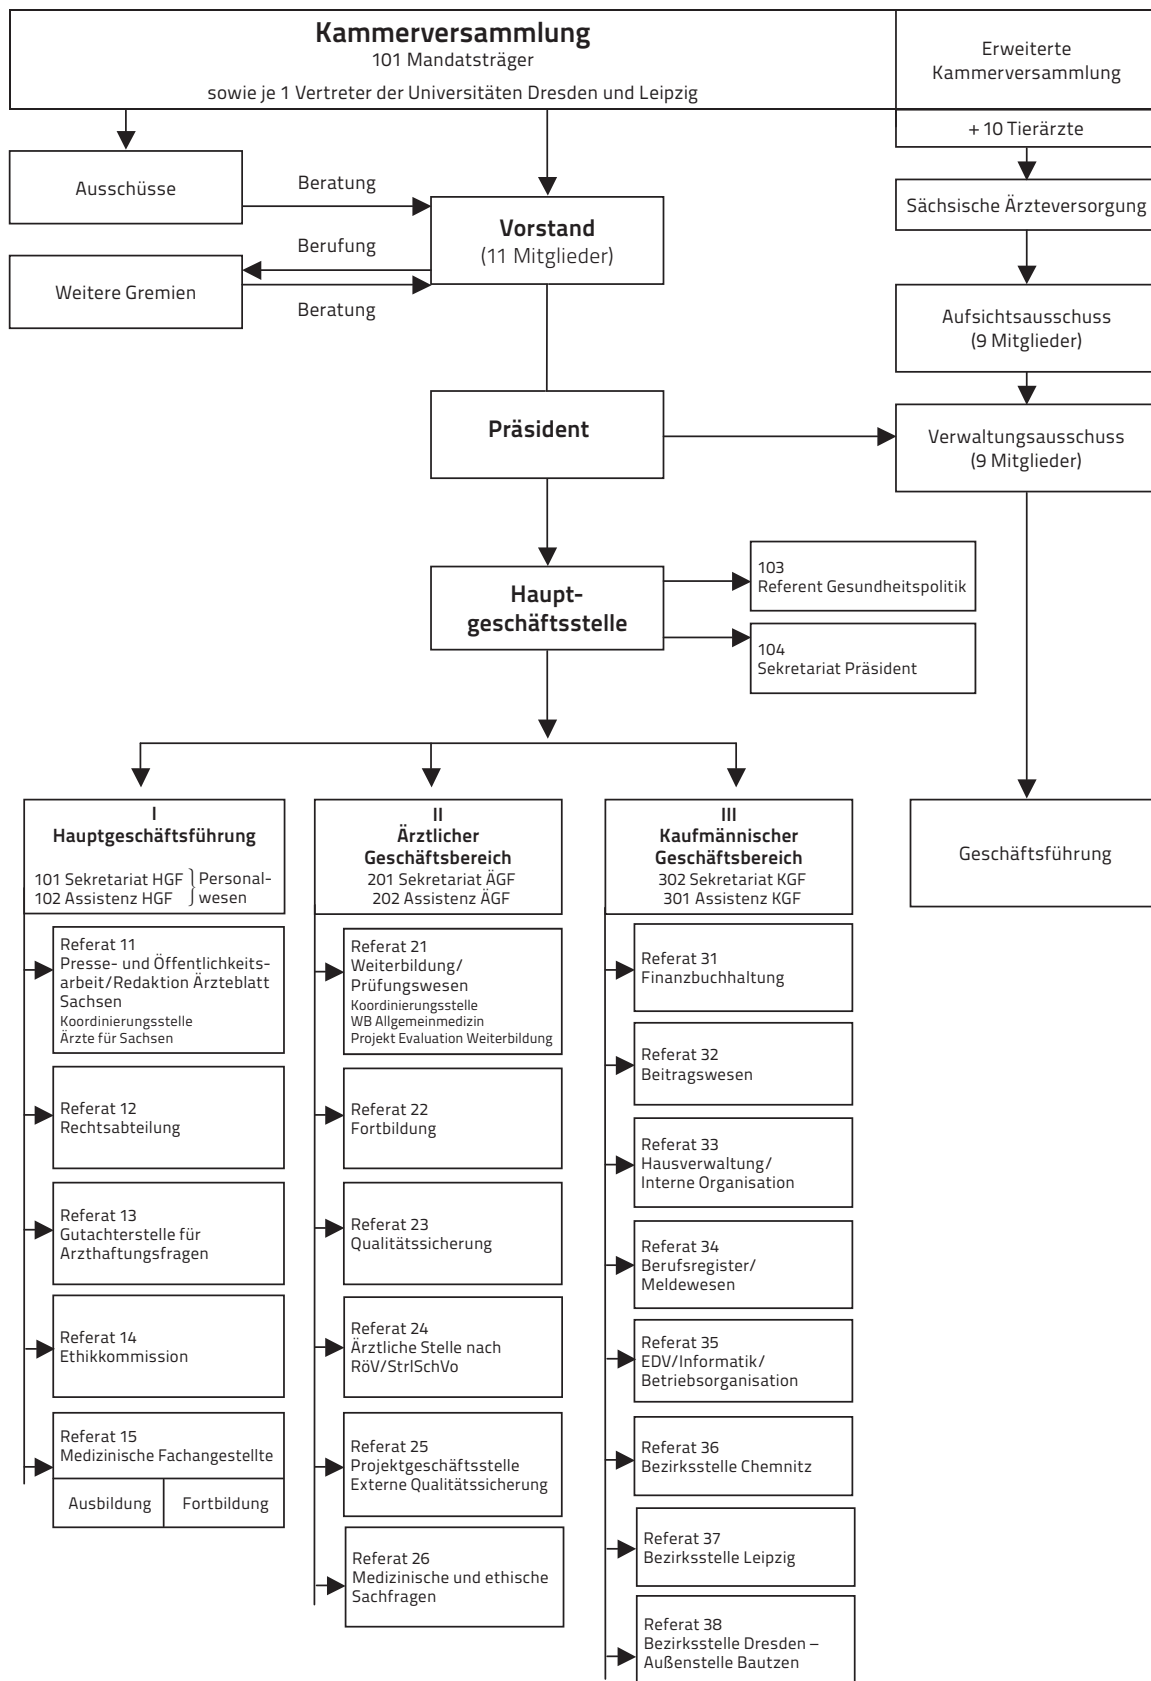 Kammerversammlung
101 Mandatsträger
sowie je 1 Vertreter der Universitäten Dresden und Leipzig
Erweiterte
Kammerversammlung
+ 10 Tierärzte
Ausschüsse
Beratung
Vorstand
(11 Mitglieder)
Sächsische Ärzteversorgung
Berufung
Weitere Gremien
Beratung
Aufsichtsausschuss
(9 Mitglieder)
Präsident
Verwaltungsausschuss
(9 Mitglieder)
Haupt-
geschäftsstelle
103
Referent Gesundheitspolitik
104
Sekretariat Präsident
I
Hauptgeschäftsführung
101 Sekretariat HGF
102 Assistenz HGF
Personal-
wesen
Referat 11
Presse- und Öffentlichkeits-
arbeit/Redaktion Ärzteblatt
Sachsen
Koordinierungsstelle
Ärzte für Sachsen
Referat 12
Rechtsabteilung
Referat 13
Gutachterstelle für
Arzthaftungsfragen
Referat 14
Ethikkommission
Referat 15
Medizinische Fachangestellte
Ausbildung
Fortbildung
II
Ärztlicher
Geschäftsbereich
201 Sekretariat ÄGF
202 Assistenz ÄGF
Referat 21
Weiterbildung/
Prüfungswesen
Koordinierungsstelle
WB Allgemeinmedizin
Projekt Evaluation Weiterbildung
Referat 22
Fortbildung
Referat 23
Qualitätssicherung
Referat 24
Ärztliche Stelle nach
RöV/StrlSchVo
Referat 25
Projektgeschäftsstelle
Externe Qualitätssicherung
Referat 26
Medizinische und ethische
Sachfragen
III
Kaufmännischer
Geschäftsbereich
302 Sekretariat KGF
301 Assistenz KGF
Referat 31
Finanzbuchhaltung
Referat 32
Beitragswesen
Referat 33
Hausverwaltung/
Interne Organisation
Referat 34
Berufsregister/
Meldewesen
Referat 35
EDV/Informatik/
Betriebsorganisation
Referat 36
Bezirksstelle Chemnitz
Referat 37
Bezirksstelle Leipzig
Referat 38
Bezirksstelle Dresden –
Außenstelle Bautzen
Geschäftsführung